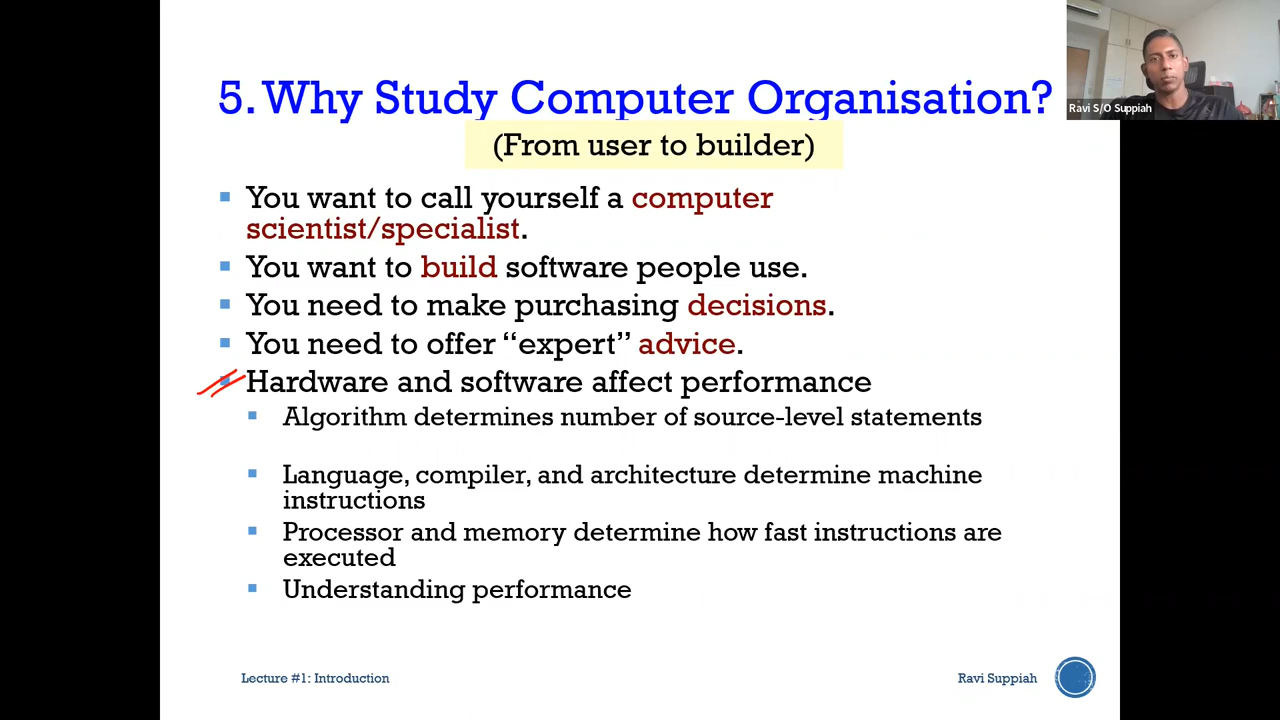 5. Why Study Computer Organisation?
Ravi S/O Suppiah
(From user to builder)
You want to call yourself a computer
scientist/specialist.
You want to build software people use.
You need to make purchasing decisions.
You need to offer “expert” advice.
Hardware and software affect performance
Algorithm determines number of source-level statements
Language, compiler, and architecture determine machine
instructions
Processor and memory determine how fast instructions are
executed
Understanding performance
Lecture #1: Introduction
Ravi Suppiah